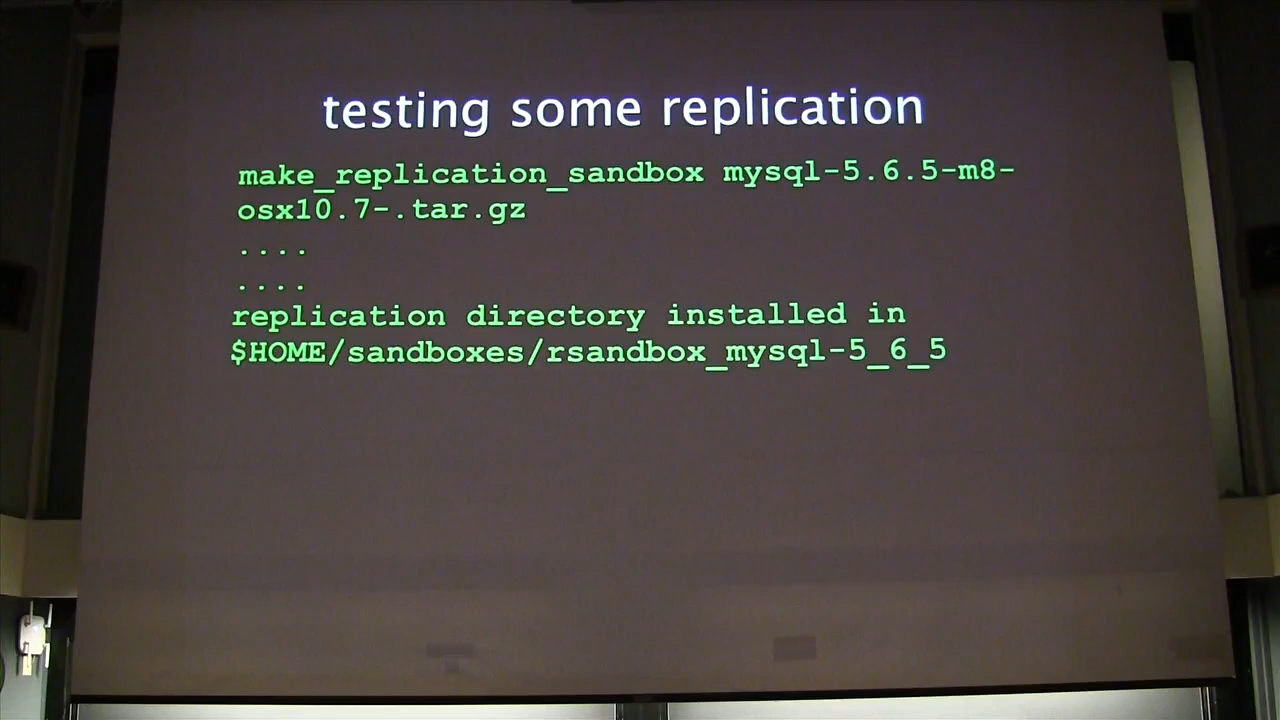 testing some replication
make_replication_sandbox mysql-5.6.5-m8-
osx10.7-.tar.gz
....
....
replication directory installed in
$HOME/sandboxes/rsandbox_mysql-5_6_5